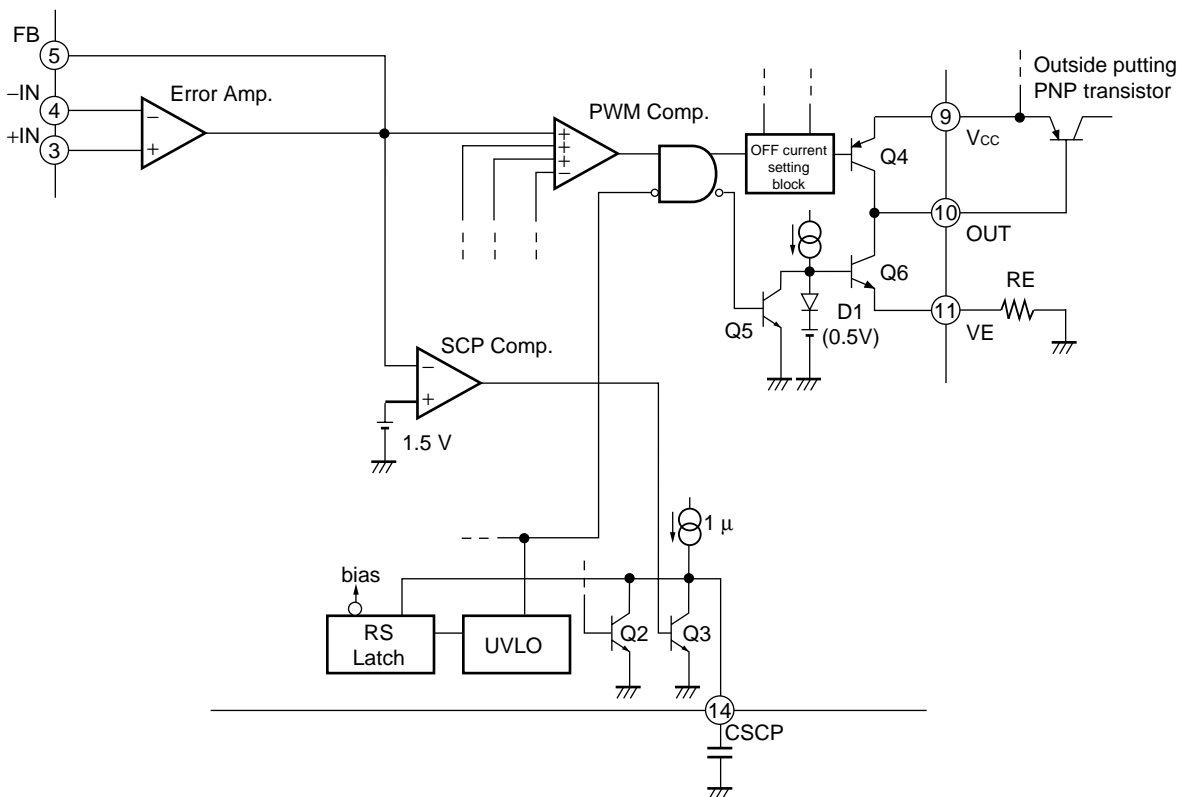 FB
5
−IN
4
+IN
3
Error Amp.
−
+
PWM Comp.
+
+
+
−
OFF current
setting
block
Q4
9
VCC
Outside putting
PNP transistor
10
OUT
Q6
11
VE
RE
Q5
D1
(0.5V)
SCP Comp.
−
+
1.5 V
1 μ
bias
RS
Latch
UVLO
Q2
Q3
14
CSCP